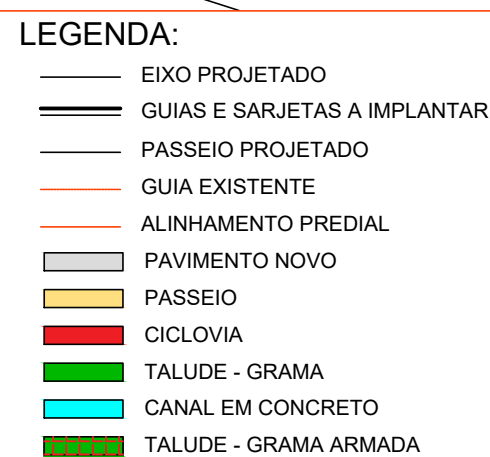 LEGENDA:
EIXO PROJETADO
GUIAS E SARJETAS A IMPLANTAR
PASSEIO PROJETADO
GUIA EXISTENTE
ALINHAMENTO PREDIAL
PAVIMENTO NOVO
PASSEIO
CICLOVIA
TALUDE - GRAMA
CANAL EM CONCRETO
TALUDE - GRAMA ARMADA